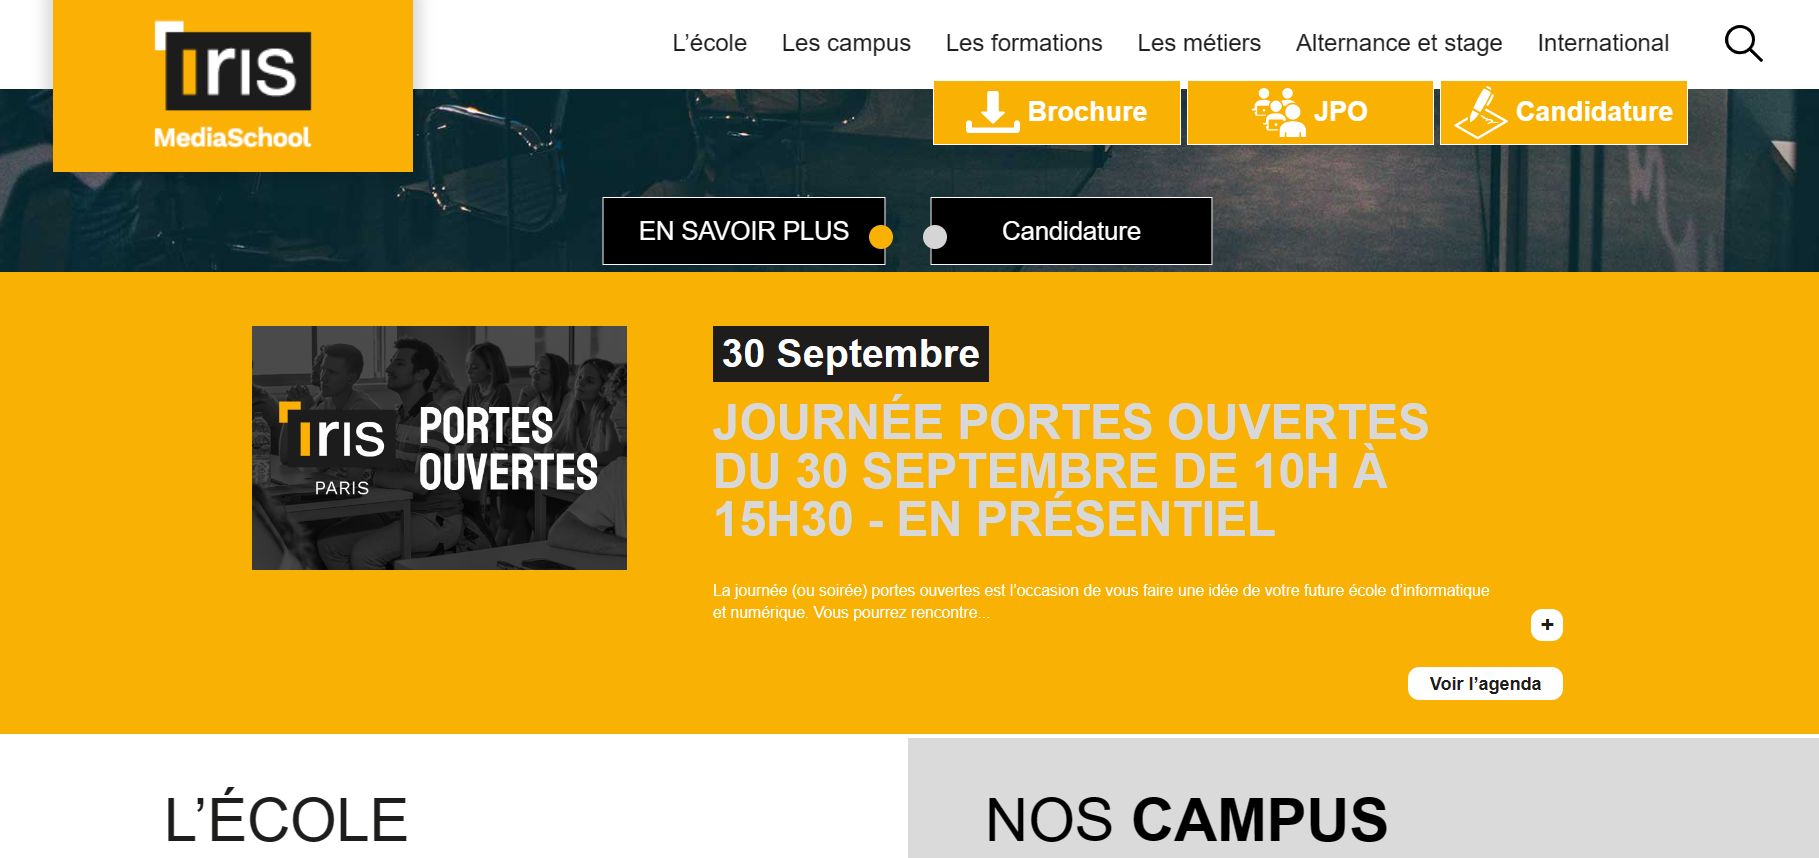 iris
MediaSchool
L’école
Les campus
Les formations
Les métiers
Alternance et stage
International
Brochure
JPO
Candidature
EN SAVOIR PLUS
Candidature
iris
PARIS
PORTES
OUVERTES
30 Septembre
JOURNÉE PORTES OUVERTES
DU 30 SEPTEMBRE DE 10H À
15H30 - EN PRÉSENTIEL
La journée (ou soirée) portes ouvertes est l’occasion de vous faire une idée de votre future école d’informatique
et numérique. Vous pourrez rencontre...
+
Voir l’agenda
L’ÉCOLE
NOS CAMPUS